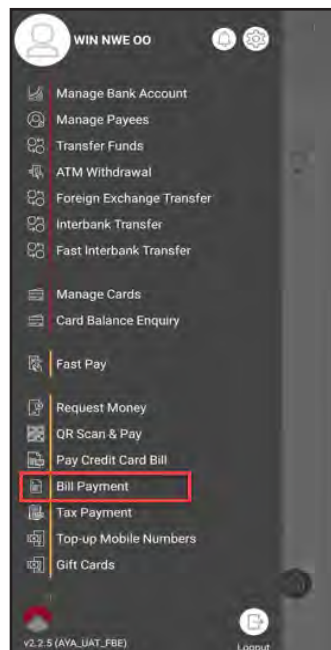 WIN NWE OO
Manage Bank Account
Manage Payees
Transfer Funds
ATM Withdrawal
Foreign Exchange Transfer
Interbank Transfer
Fast Interbank Transfer
Manage Cards
Card Balance Enquiry
Fast Pay
Request Money
QR Scan & Pay
Pay Credit Card Bill
Bill Payment
Tax Payment
Top-up Mobile Numbers
Gift Cards
v2.2.5 (AYA_UAT_FBE)
Logout